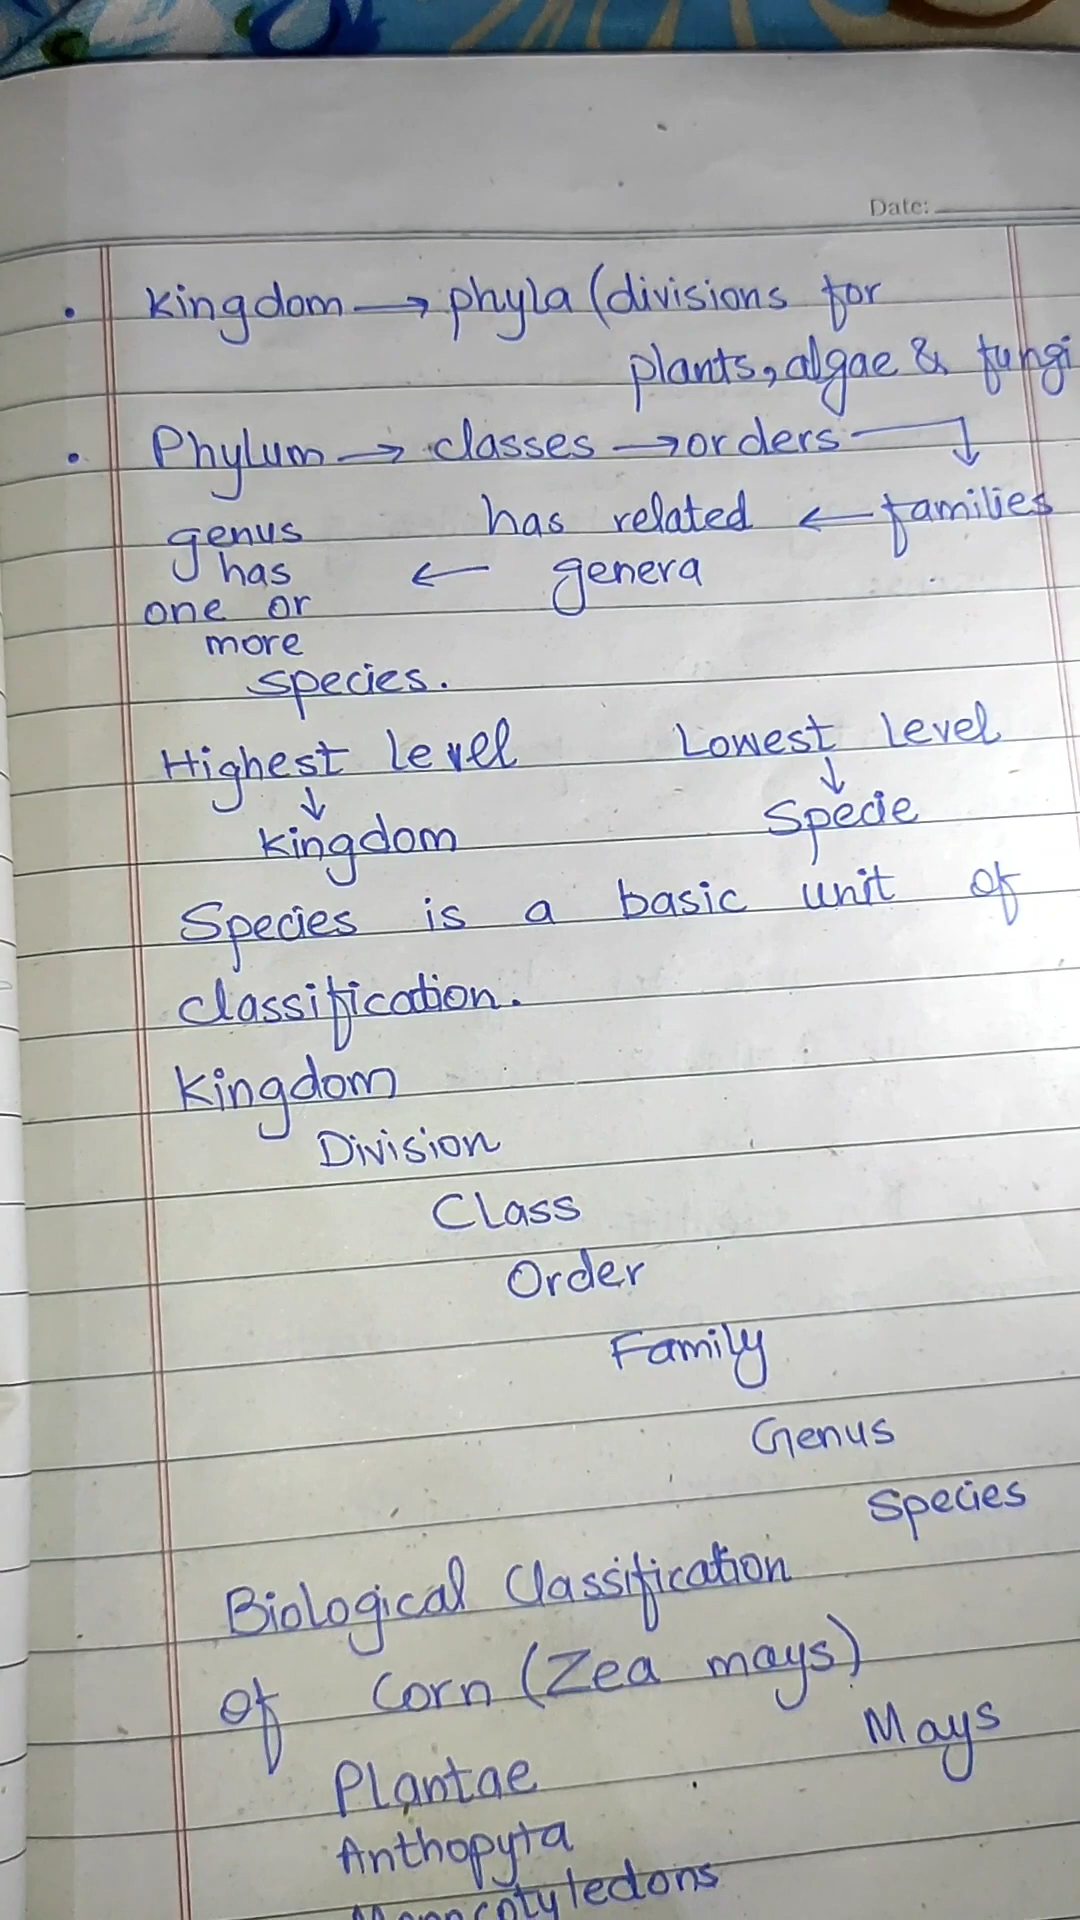 Date:
• Kingdom → phyla (divisions for
plants, algae & fungi
• Phylum → classes → orders
has related ← families
genus ← genera
has
one or
more
species.
Highest level Lowest Level
↓ ↓
Kingdom Specie
Species is a basic unit of
classification.
Kingdom
Division
Class
Order
Family
Genus
Species
Biological Classification
of Corn (Zea mays)
Mays
Plantae
Anthopyta
Monocotyledons